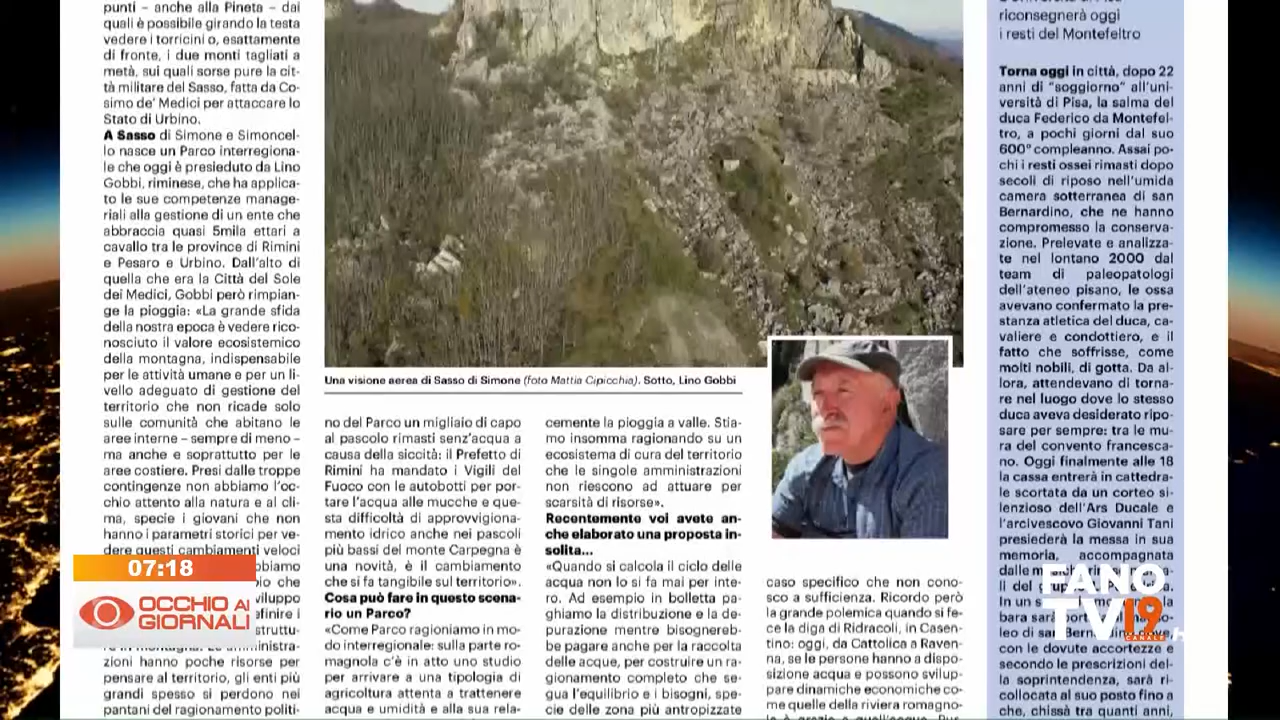 punti – anche alla Pineta – dai
quali è possibile girando la testa
vedere i torricini o, esattamente
di fronte, i due monti tagliati a
metà, sui quali sorse pure la cit-
tà militare del Sasso, fatta da Co-
simo de' Medici per attaccare lo
Stato di Urbino.
A Sasso di Simone e Simoncel-
lo nasce un Parco interregiona-
le che oggi è presieduto da Lino
Gobbi, riminese, che ha applica-
to le sue competenze manage-
riali alla gestione di un ente che
abbraccia quasi 5mila ettari a
cavallo tra le province di Rimini
e Pesaro e Urbino. Dall'alto di
quella che era la Città del Sole
dei Medici, Gobbi però rimpian-
ge la pioggia: «La grande sfida
della nostra epoca è vedere rico-
nosciuto il valore ecosistemico
della montagna, indispensabile
per le attività umane e per un li-
vello adeguato di gestione del
territorio che non ricade solo
sulle comunità che abitano le
aree interne – sempre di meno –
ma anche e soprattutto per le
aree costiere. Presi dalle troppe
contingenze non abbiamo l'oc-
chio attento alla natura e al cli-
ma, specie i giovani che non
hanno i parametri storici per ve-
dere questi cambiamenti veloci
zioni hanno poche risorse per
pensare al territorio, gli enti più
grandi spesso si perdono nei
pantani del ragionamento politi-
Una visione aerea di Sasso di Simone (foto Mattia Cipicchia). Sotto, Lino Gobbi
no del Parco un migliaio di capo
al pascolo rimasti senz'acqua a
causa della siccità: il Prefetto di
Rimini ha mandato i Vigili del
Fuoco con le autobotti per por-
tare l'acqua alle mucche e que-
sta difficoltà di approvvigiona-
mento idrico anche nei pascoli
più bassi del monte Carpegna è
una novità, è il cambiamento
che si fa tangibile sul territorio».
Cosa può fare in questo scena-
rio un Parco?
«Come Parco ragioniamo in mo-
do interregionale: sulla parte ro-
magnola c'è in atto uno studio
per arrivare a una tipologia di
agricoltura attenta a trattenere
acqua e umidità e alla sua rela-
cemente la pioggia a valle. Stia-
mo insomma ragionando su un
ecosistema di cura del territorio
che le singole amministrazioni
non riescono ad attuare per
scarsità di risorse».
Recentemente voi avete an-
che elaborato una proposta in-
solita...
«Quando si calcola il ciclo delle
acqua non lo si fa mai per inte-
ro. Ad esempio in bolletta pa-
ghiamo la distribuzione e la de-
purazione mentre bisognereb-
be pagare anche per la raccolta
delle acque, per costruire un ra-
gionamento completo che se-
gua l'equilibrio e i bisogni, spe-
cie delle zona più antropizzate
caso specifico che non cono-
sco a sufficienza. Ricordo però
la grande polemica quando si fe-
ce la diga di Ridracoli, in Casen-
tino: oggi, da Cattolica a Raven-
na, se le persone hanno a dispo-
sizione acqua e possono svilup-
pare dinamiche economiche co-
me quelle della riviera romagno-
riconsegnerà oggi
i resti del Montefeltro
Torna oggi in città, dopo 22
anni di "soggiorno" all'uni-
versità di Pisa, la salma del
duca Federico da Montefel-
tro, a pochi giorni dal suo
600° compleanno. Assai po-
chi i resti ossei rimasti dopo
secoli di riposo nell'umida
camera sotterranea di san
Bernardino, che ne hanno
compromesso la conserva-
zione. Prelevate e analizza-
te nel lontano 2000 dal
team di paleopatologi
dell'ateneo pisano, le ossa
avevano confermato la pre-
stanza atletica del duca, ca-
valiere e condottiero, e il
fatto che soffrisse, come
molti nobili, di gotta. Da al-
lora, attendevano di torna-
re nel luogo dove lo stesso
duca aveva desiderato ripo-
sare per sempre: tra le mu-
ra del convento francesca-
no. Oggi finalmente alle 18
la cassa entrerà in cattedra-
le scortata da un corteo si-
lenzioso dell'Ars Ducale e
l'arcivescovo Giovanni Tani
presiederà la messa in sua
memoria, accompagnata
con le dovute accortezze e
secondo le prescrizioni del-
la soprintendenza, sarà ri-
collocata al suo posto fino a
che, chissà tra quanti anni,
07:18
OCCHIO AI
GIORNALI
FANO
TV 19
CANALE